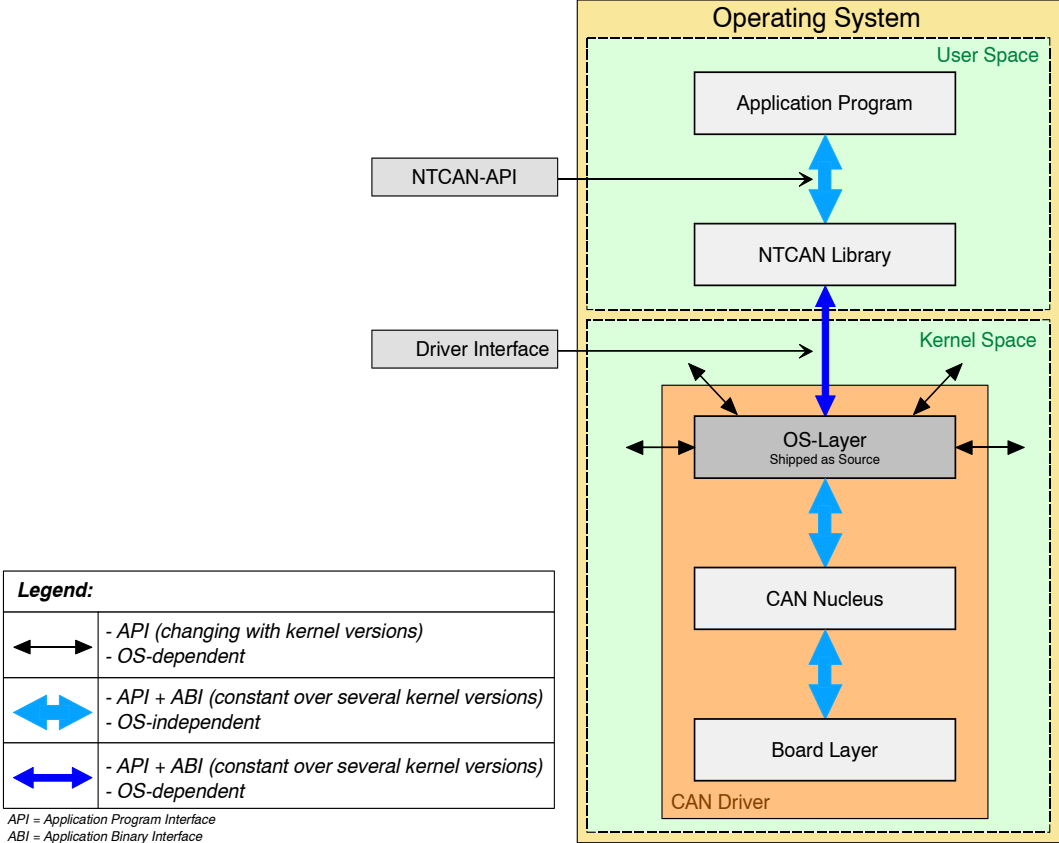 Operating System
User Space
Application Program
NTCAN-API
NTCAN Library
Driver Interface
Kernel Space
OS-Layer
Shipped as Source
CAN Nucleus
Board Layer
CAN Driver
Legend:
- API (changing with kernel versions)
- OS-dependent
- API + ABI (constant over several kernel versions)
- OS-independent
- API + ABI (constant over several kernel versions)
- OS-dependent
API = Application Program Interface
ABI = Application Binary Interface